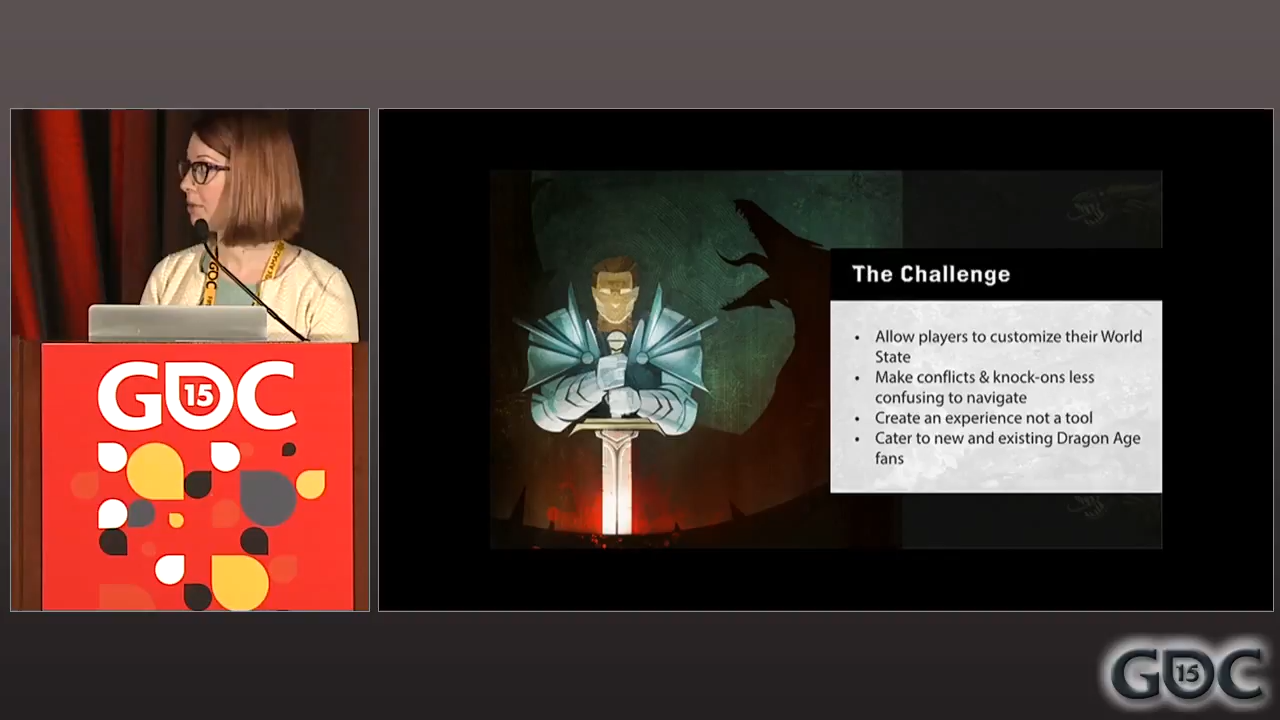 GDC
15
GDC
The Challenge
• Allow players to customize their World
State
• Make conflicts & knock-ons less
confusing to navigate
• Create an experience not a tool
• Cater to new and existing Dragon Age
fans
GDC
15